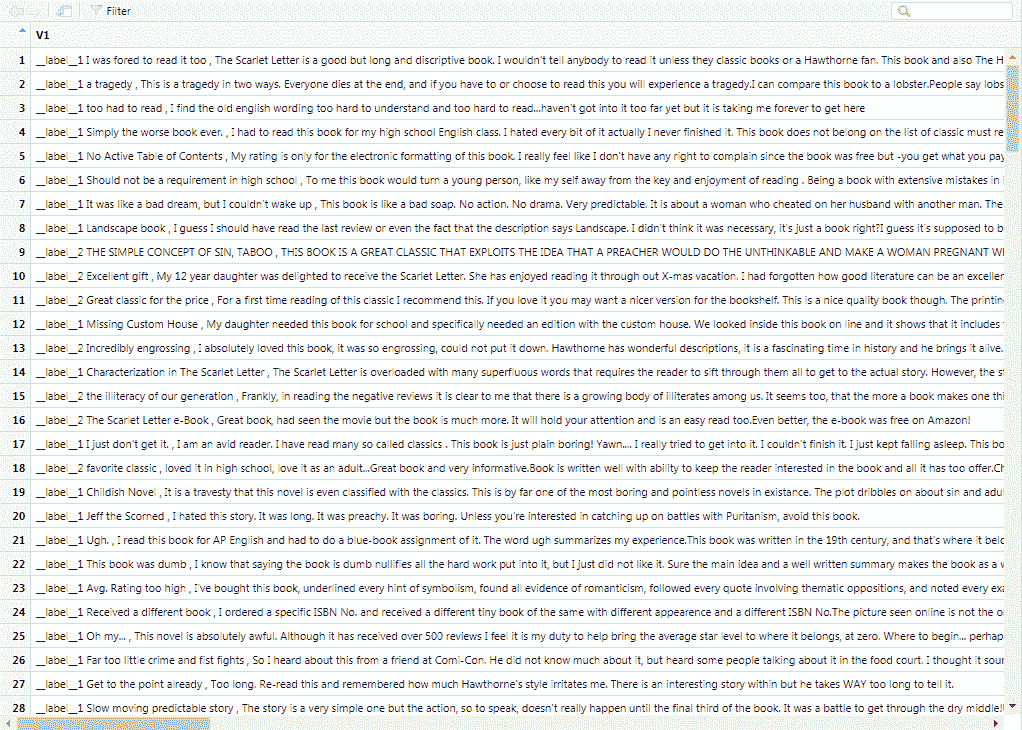 Filter
V1
1 __label__1 I was fored to read it too , The Scarlet Letter is a good but long and discriptive book. I wouldn't tell anybody to read it unless they classic books or a Hawthorne fan. This book and also The H
2 __label__1 a tragedy , This is a tragedy in two ways. Everyone dies at the end, and if you have to or choose to read this you will experience a tragedy.I can compare this book to a lobster.People say lobs
3 __label__1 too had to read , I find the old english wording too hard to understand and too hard to read...haven't got into it too far yet but it is taking me forever to get here
4 __label__1 Simply the worse book ever. , I had to read this book for my high school English class. I hated every bit of it actually I never finished it. This book does not belong on the list of classic must re
5 __label__1 No Active Table of Contents , My rating is only for the electronic formatting of this book. I really feel like I don't have any right to complain since the book was free but -you get what you pay
6 __label__1 Should not be a requirement in high school , To me this book would turn a young person, like my self away from the key and enjoyment of reading . Being a book with extensive mistakes in
7 __label__1 It was like a bad dream, but I couldn't wake up , This book is like a bad soap. No action. No drama. Very predictable. It is about a woman who cheated on her husband with another man. The
8 __label__1 Landscape book , I guess I should have read the last review or even the fact that the description says Landscape. I didn't think it was necessary, it's just a book right?I guess it's supposed to b
9 __label__2 THE SIMPLE CONCEPT OF SIN, TABOO , THIS BOOK IS A GREAT CLASSIC THAT EXPLOITS THE IDEA THAT A PREACHER WOULD DO THE UNTHINKABLE AND MAKE A WOMAN PREGNANT WI
10 __label__2 Excellent gift , My 12 year daughter was delighted to receive the Scarlet Letter. She has enjoyed reading it through out X-mas vacation. I had forgotten how good literature can be an exceller
11 __label__2 Great classic for the price , For a first time reading of this classic I recommend this. If you love it you may want a nicer version for the bookshelf. This is a nice quality book though. The printin
12 __label__1 Missing Custom House , My daughter needed this book for school and specifically needed an edition with the custom house. We looked inside this book on line and it shows that it includes
13 __label__2 Incredibly engrossing , I absolutely loved this book, it was so engrossing, could not put it down. Hawthorne has wonderful descriptions, it is a fascinating time in history and he brings it alive.
14 __label__1 Characterization in The Scarlet Letter , The Scarlet Letter is overloaded with many superfluous words that requires the reader to sift through them all to get to the actual story. However, the st
15 __label__2 the illiteracy of our generation , Frankly, in reading the negative reviews it is clear to me that there is a growing body of illiterates among us. It seems too, that the more a book makes one thi
16 __label__2 The Scarlet Letter e-Book , Great book, had seen the movie but the book is much more. It will hold your attention and is an easy read too.Even better, the e-book was free on Amazon!
17 __label__1 I just don't get it. , I am an avid reader. I have read many so called classics . This book is just plain boring! Yawn.... I really tried to get into it. I couldn't finish it. I just kept falling asleep. This bo
18 __label__2 favorite classic , loved it in high school, love it as an adult...Great book and very informative.Book is written well with ability to keep the reader interested in the book and all it has too offer.Ch
19 __label__1 Childish Novel , It is a travesty that this novel is even classified with the classics. This is by far one of the most boring and pointless novels in existance. The plot dribbles on about sin and adu
20 __label__1 Jeff the Scorned , I hated this story. It was long. It was preachy. It was boring. Unless you're interested in catching up on battles with Puritanism, avoid this book.
21 __label__1 Ugh. , I read this book for AP English and had to do a blue-book assignment of it. The word ugh summarizes my experience.This book was written in the 19th century, and that's where it belc
22 __label__1 This book was dumb , I know that saying the book is dumb nullifies all the hard work put into it, but I just did not like it. Sure the main idea and a well written summary makes the book as a w
23 __label__1 Avg. Rating too high , I've bought this book, underlined every hint of symbolism, found all evidence of romanticism, followed every quote involving thematic oppositions, and noted every exa
24 __label__1 Received a different book , I ordered a specific ISBN No. and received a different tiny book of the same with different appearence and a different ISBN No.The picture seen online is not the o
25 __label__1 Oh my... , This novel is absolutely awful. Although it has received over 500 reviews I feel it is my duty to help bring the average star level to where it belongs, at zero. Where to begin... perhap
26 __label__1 Far too little crime and fist fights , So I heard about this from a friend at Comi-Con. He did not know much about it, but heard some people talking about it in the food court. I thought it sour
27 __label__1 Get to the point already , Too long. Re-read this and remembered how much Hawthorne's style irritates me. There is an interesting story within but he takes WAY too long to tell it.
28 __label__1 Slow moving predictable story , The story is a very simple one but the action, so to speak, doesn't really happen until the final third of the book. It was a battle to get through the dry middle!